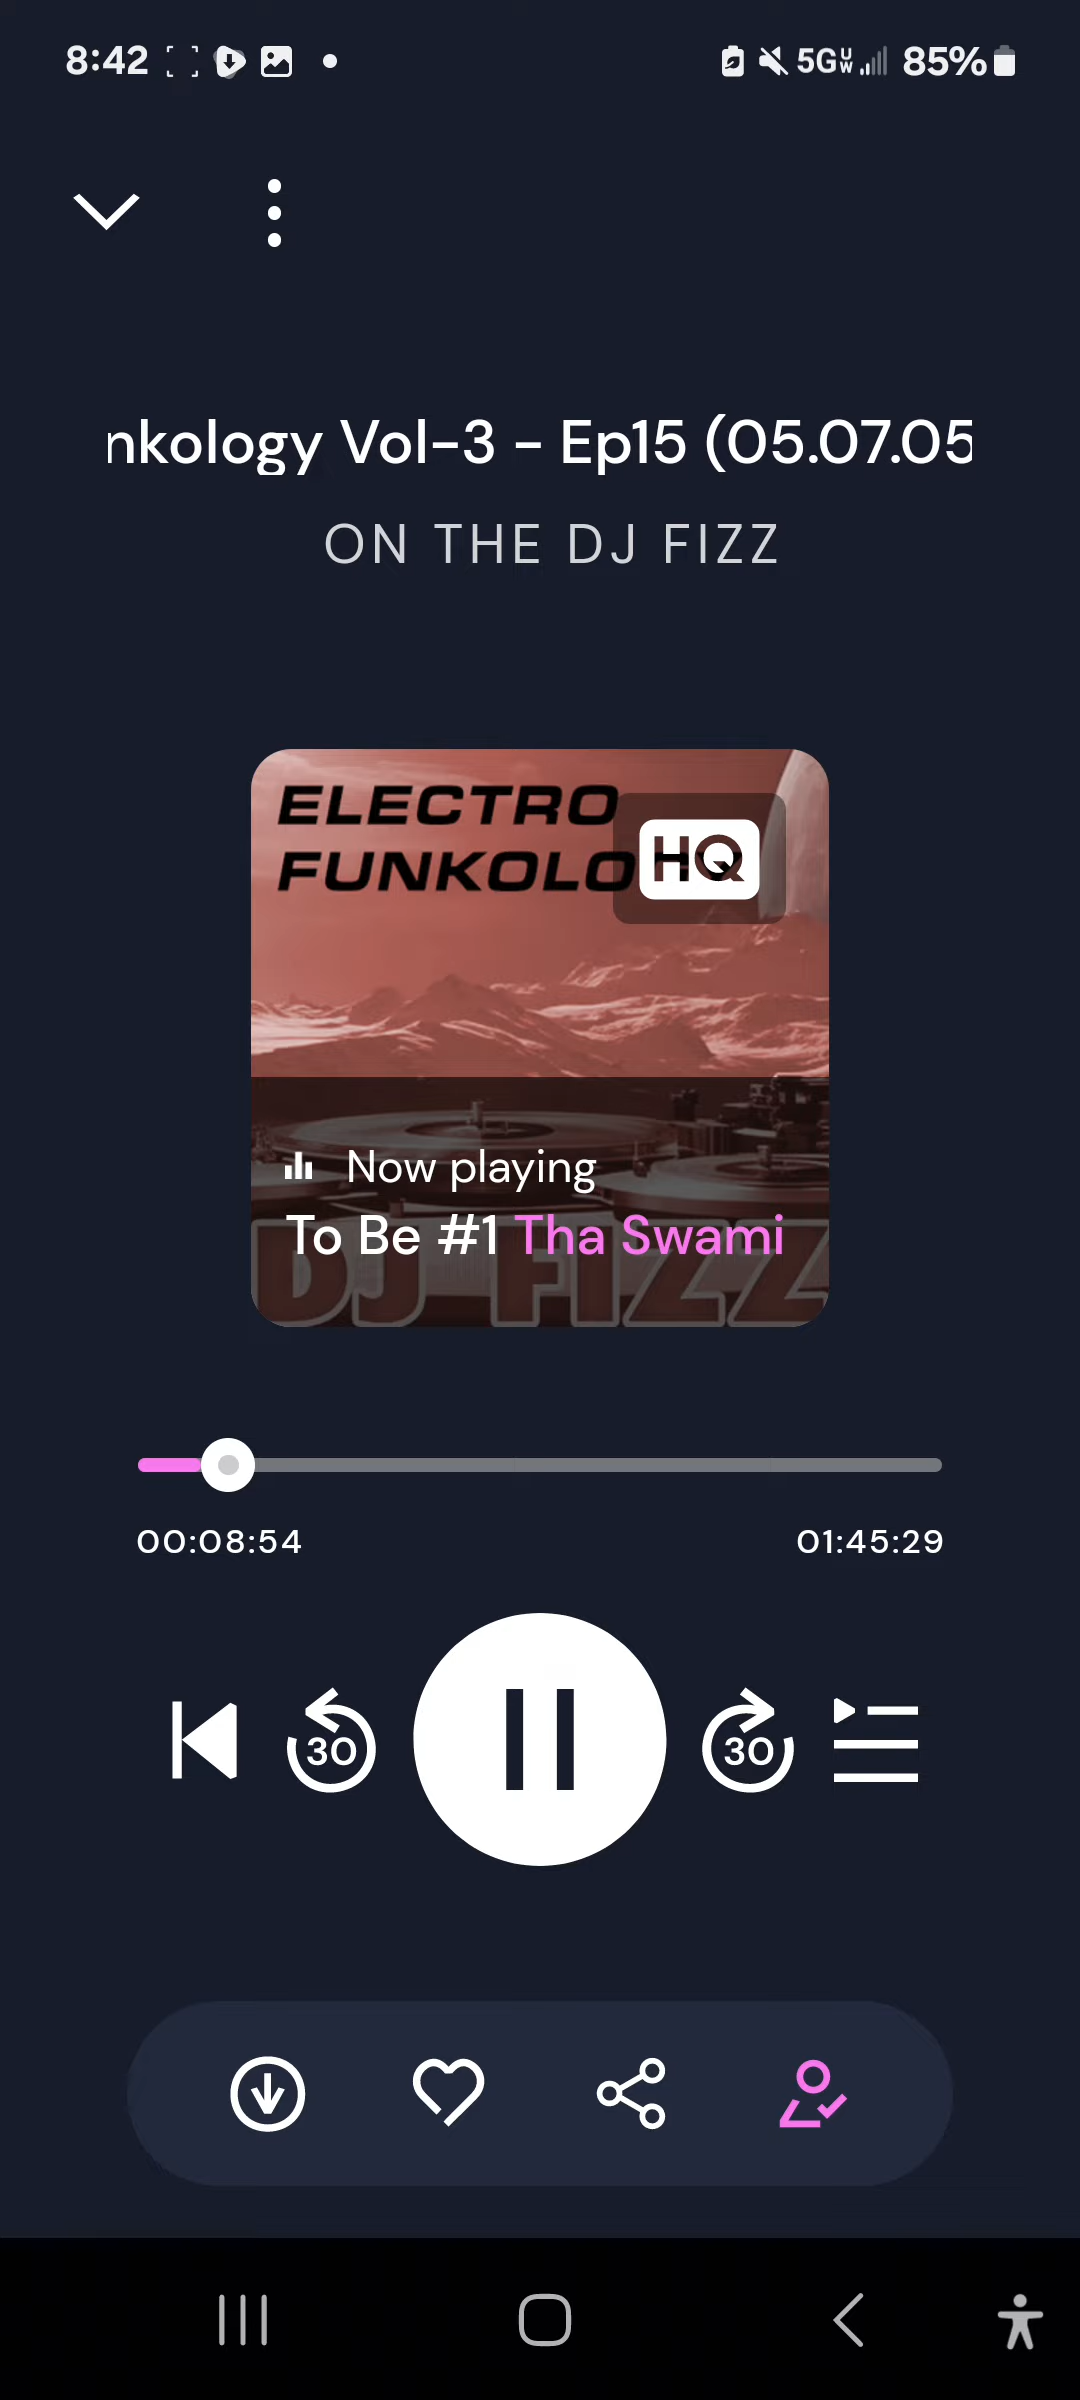 8:42 5G UW 85%
nkology Vol-3 - Ep15 (05.07.05
ON THE DJ FIZZ
ELECTRO
FUNKOLO HQ
Now playing
To Be #1 Tha Swami
DJ FIZZ
00:08:54 01:45:29
30 30